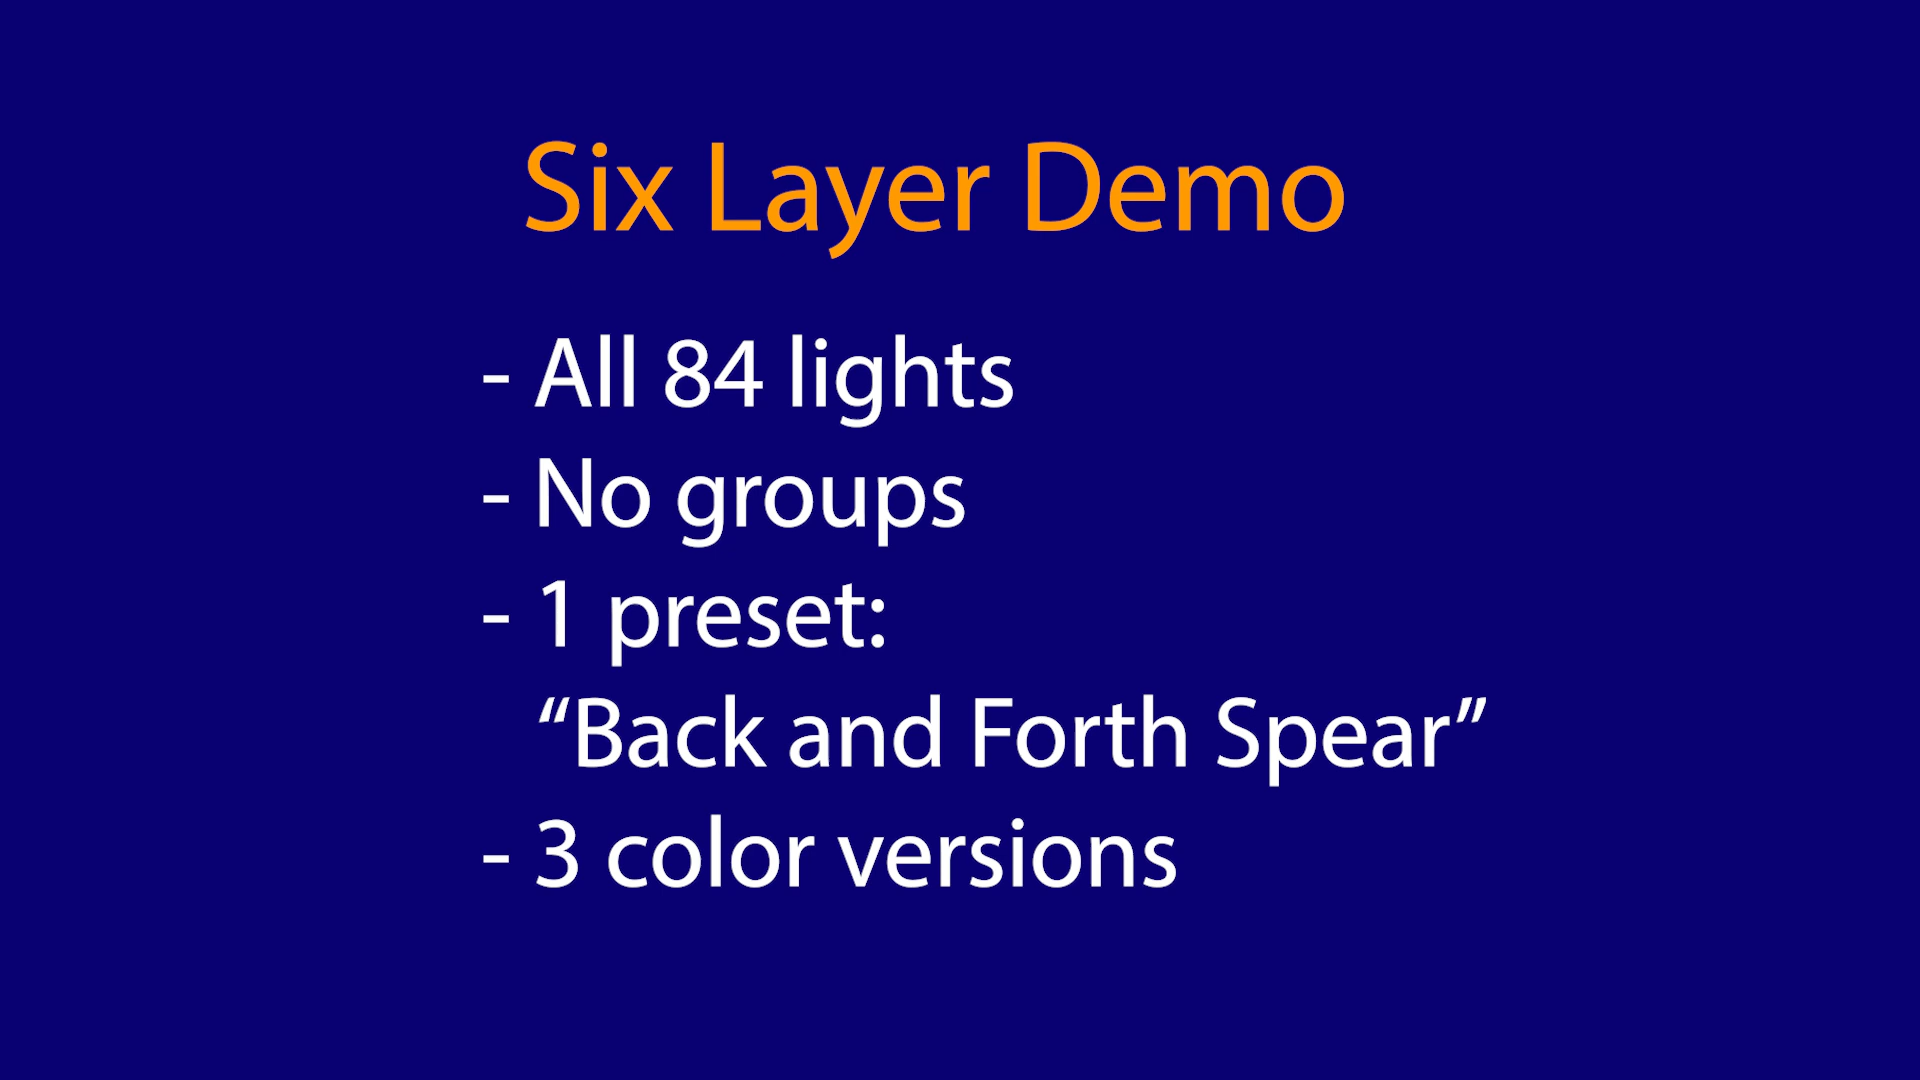 Six Layer Demo
- All 84 lights
- No groups
- 1 preset:
“Back and Forth Spear”
- 3 color versions